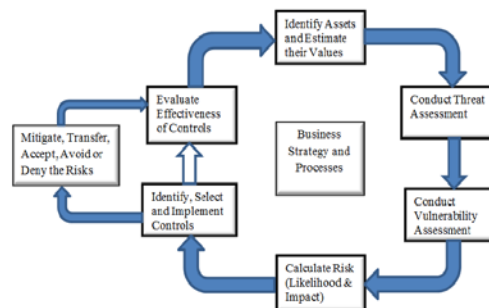 Identify Assets
and Estimate
their Values
Evaluate
Effectiveness
of Controls
Conduct Threat
Assessment
Mitigate, Transfer,
Accept, Avoid or
Deny the Risks
Business
Strategy and
Processes
Identify, Select
and Implement
Controls
Conduct
Vulnerability
Assessment
Calculate Risk
(Likelihood &
Impact)